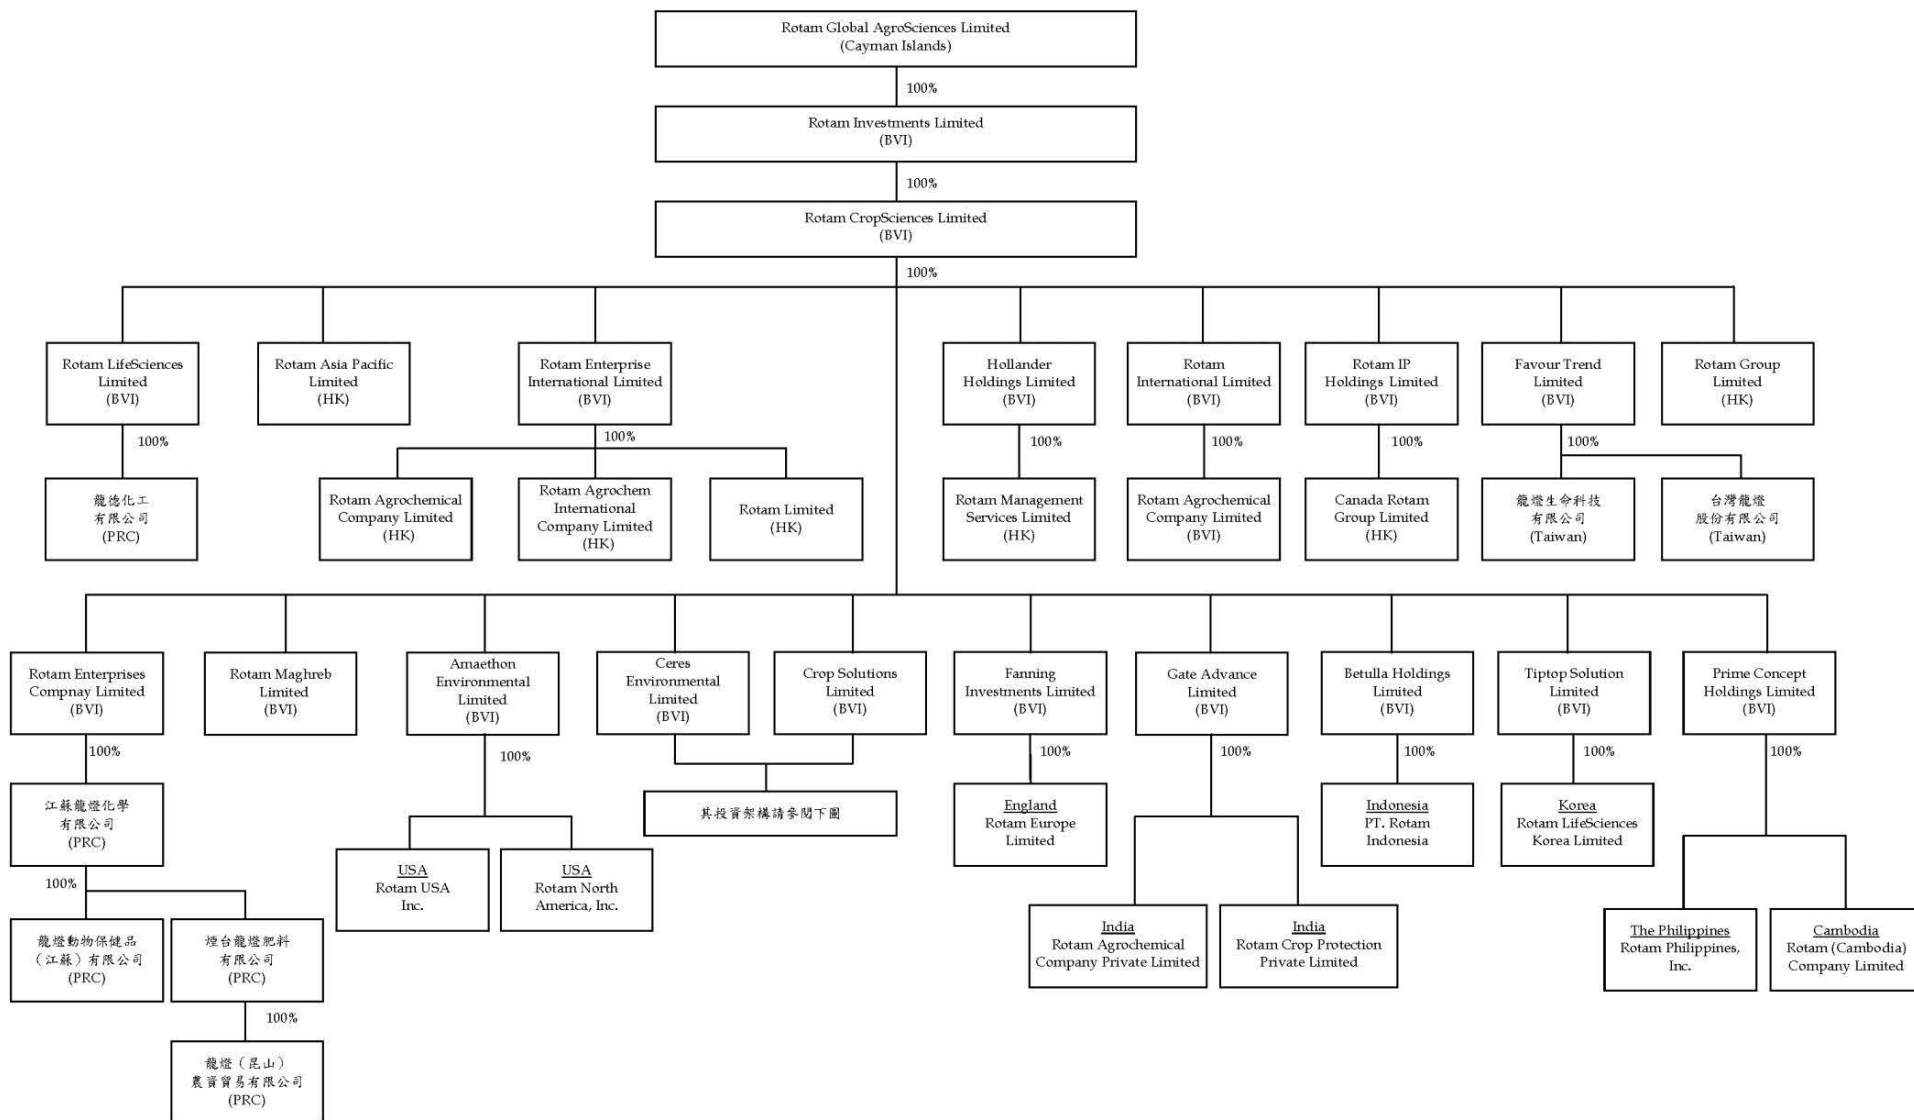 Rotam Global AgroSciences Limited
(Cayman Islands)
100%
Rotam Investments Limited
(BVI)
100%
Rotam CropSciences Limited
(BVI)
100%
Rotam LifeSciences
Limited
(BVI)
Rotam Asia Pacific
Limited
(HK)
Rotam Enterprise
International Limited
(BVI)
Hollander
Holdings Limited
(BVI)
Rotam
International Limited
(BVI)
Rotam IP
Holdings Limited
(BVI)
Favour Trend
Limited
(BVI)
Rotam Group
Limited
(HK)
100%
100%
100%
100%
100%
100%
龍德化工
有限公司
(PRC)
Rotam Agrochemical
Company Limited
(HK)
Rotam Agrochem
International
Company Limited
(HK)
Rotam Limited
(HK)
Rotam Management
Services Limited
(HK)
Rotam Agrochemical
Company Limited
(BVI)
Canada Rotam
Group Limited
(HK)
龍燈生命科技
有限公司
(Taiwan)
台灣龍燈
股份有限公司
(Taiwan)
Rotam Enterprises
Compnay Limited
(BVI)
Rotam Maghreb
Limited
(BVI)
Amaethon
Environmental
Limited
(BVI)
Ceres
Environmental
Limited
(BVI)
Crop Solutions
Limited
(BVI)
Fanning
Investments Limited
(BVI)
Gate Advance
Limited
(BVI)
Betulla Holdings
Limited
(BVI)
Tiptop Solution
Limited
(BVI)
Prime Concept
Holdings Limited
(BVI)
100%
100%
100%
100%
100%
100%
100%
江蘇龍燈化學
有限公司
(PRC)
其投資架構請參閱下圖
England
Rotam Europe
Limited
Indonesia
PT. Rotam
Indonesia
Korea
Rotam LifeSciences
Korea Limited
100%
USA
Rotam USA
Inc.
USA
Rotam North
America, Inc.
龍燈動物保健品
（江蘇）有限公司
(PRC)
煙台龍燈肥料
有限公司
(PRC)
India
Rotam Agrochemical
Company Private Limited
India
Rotam Crop Protection
Private Limited
The Philippines
Rotam Philippines,
Inc.
Cambodia
Rotam (Cambodia)
Company Limited
100%
龍燈（昆山）
農資貿易有限公司
(PRC)